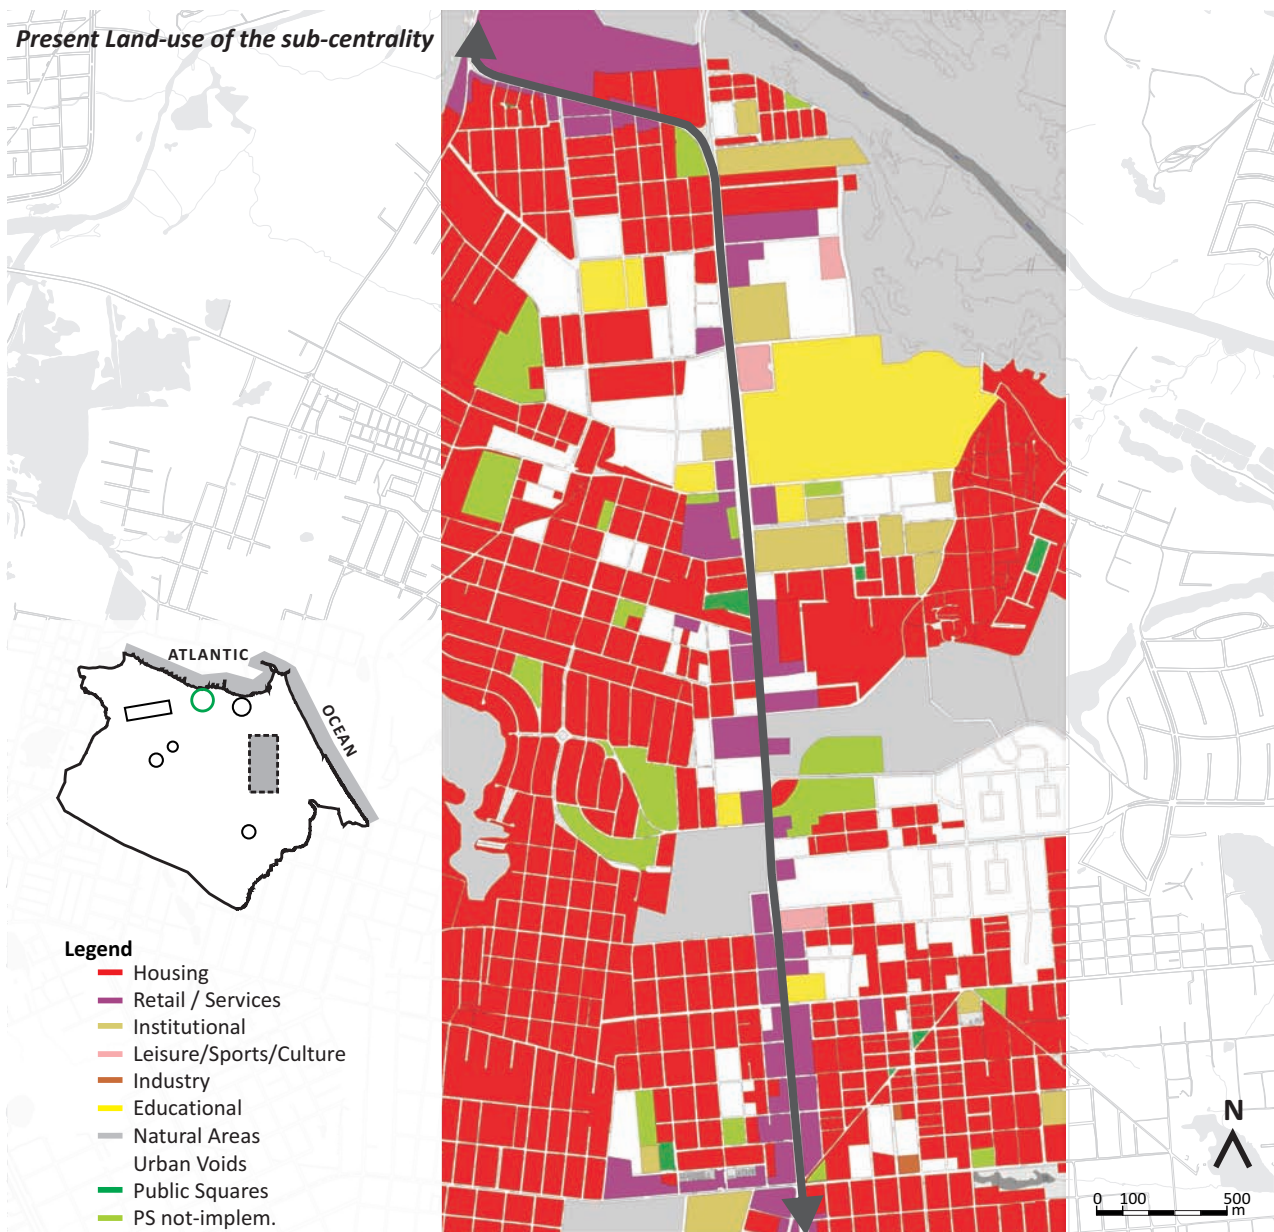 Present Land-use of the sub-centrality
ATLANTIC
OCEAN
Legend
Housing
Retail / Services
Institutional
Leisure/Sports/Culture
Industry
Educational
Natural Areas
Urban Voids
Public Squares
PS not-implem.
N
0 100 500
m